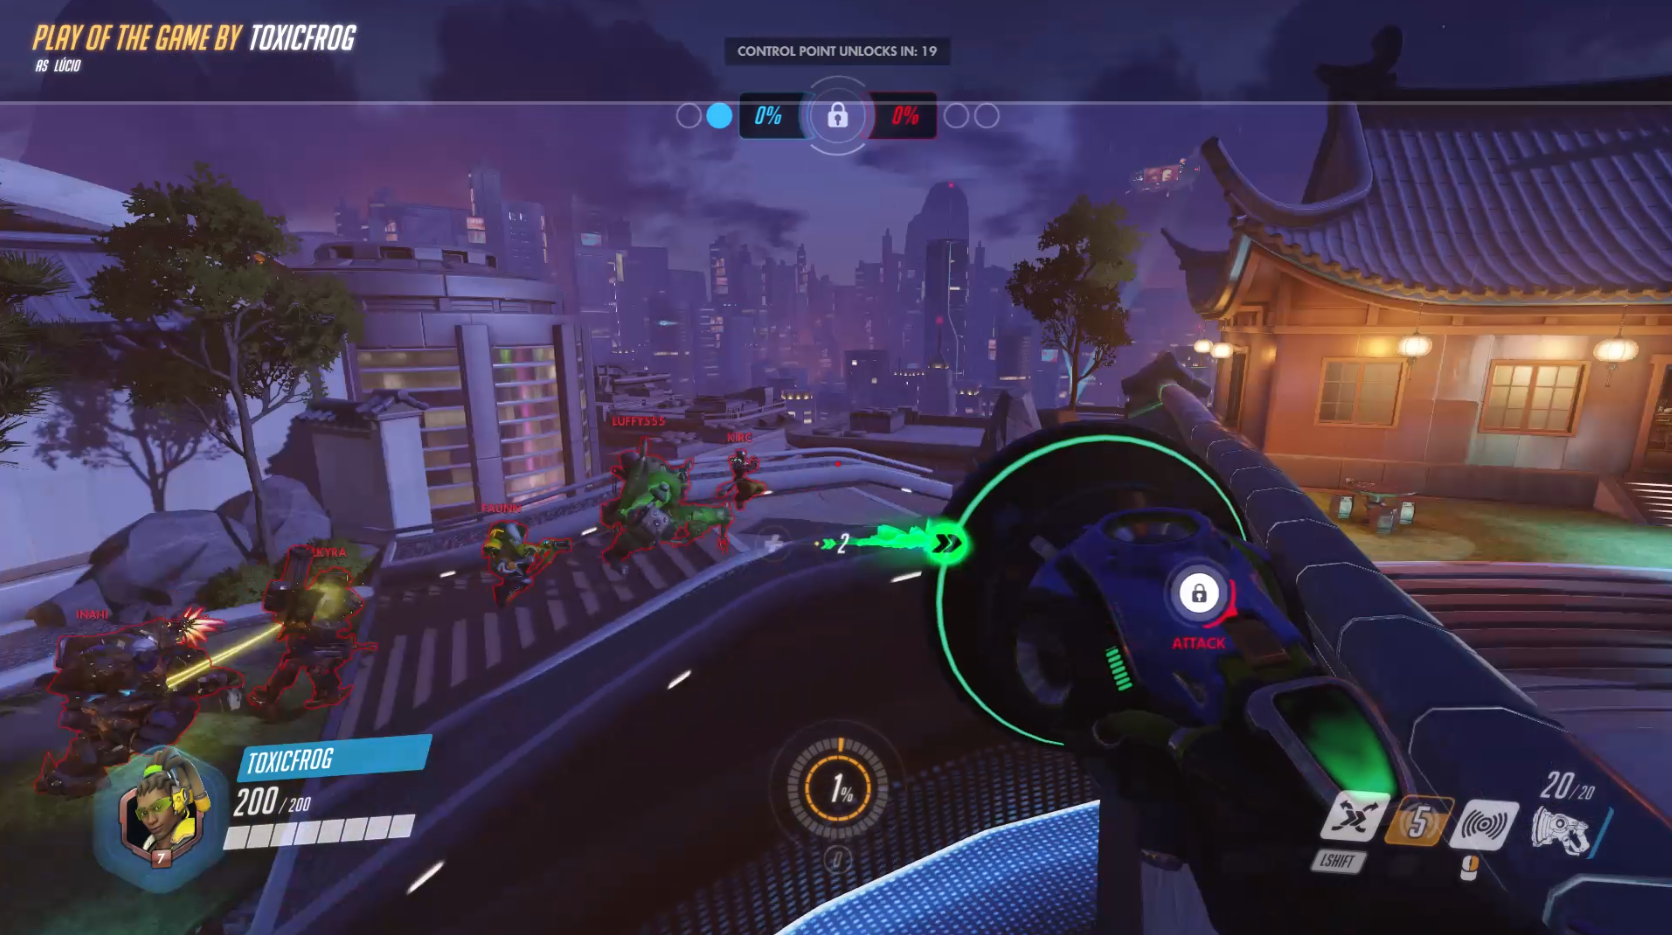 PLAY OF THE GAME BY TOXICFROG
AS LÚCIO
CONTROL POINT UNLOCKS IN: 19
0%
0%
LUFFY555
INAHI
2
ATTACK
TOXICFROG
200/200
7
1%
5
20/20
LSHIFT